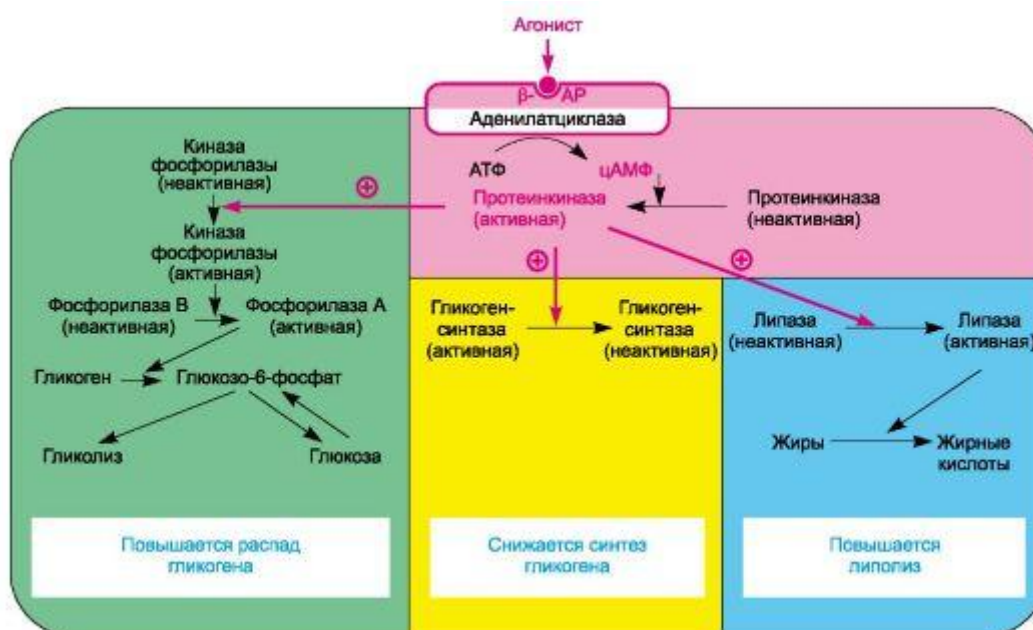 Агонист
β- АР
Аденилатциклаза
АТФ
цАМФ
Протеинкиназа
(активная)
Протеинкиназа
(неактивная)
Киназа
фосфорилазы
(неактивная)
Киназа
фосфорилазы
(активная)
Фосфорилаза В
(неактивная)
Фосфорилаза А
(активная)
Гликоген
Глюкозо-6-фосфат
Гликолиз
Глюкоза
Повышается распад
гликогена
Гликоген-
синтаза
(активная)
Гликоген-
синтаза
(неактивная)
Снижается синтез
гликогена
Липаза
(неактивная)
Липаза
(активная)
Жиры
Жирные
кислоты
Повышается
липолиз